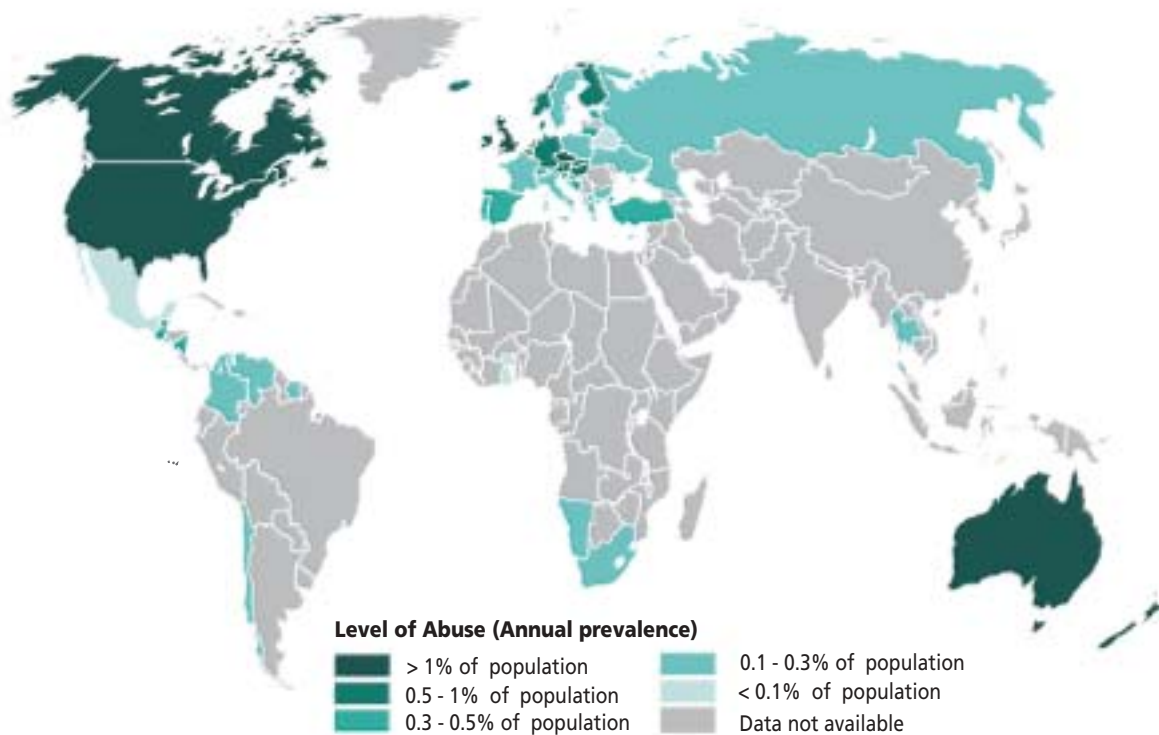 Level of Abuse (Annual prevalence)
> 1% of population
0.5 - 1% of population
0.3 - 0.5% of population
0.1 - 0.3% of population
< 0.1% of population
Data not available